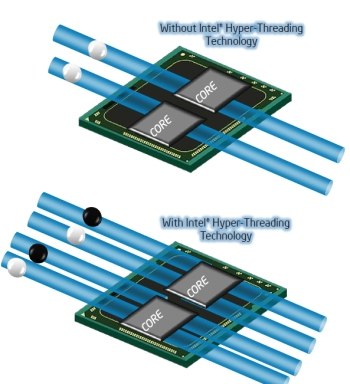 Without Intel® Hyper-Threading
Technology
CORE
CORE
With Intel® Hyper-Threading
Technology
CORE
CORE